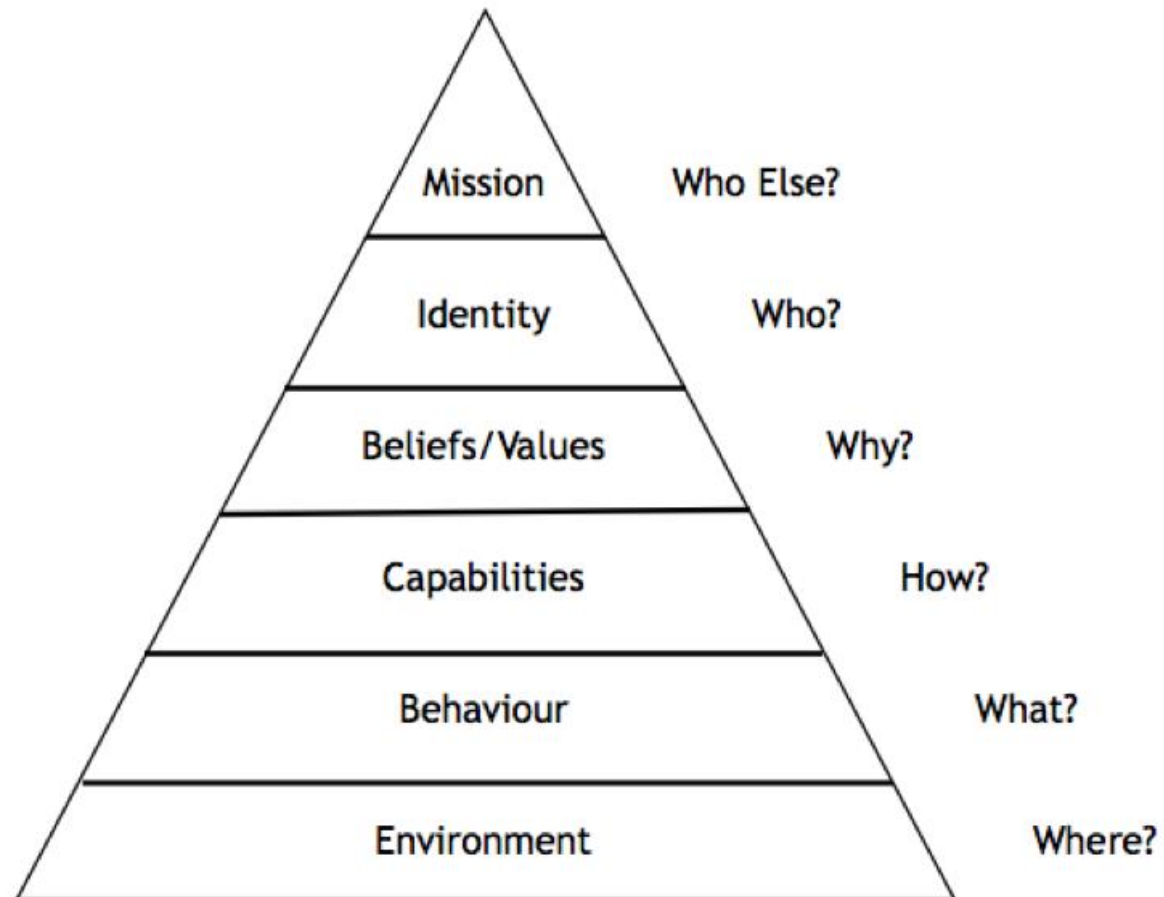 Mission Who Else?
Identity Who?
Beliefs/Values Why?
Capabilities How?
Behaviour What?
Environment Where?